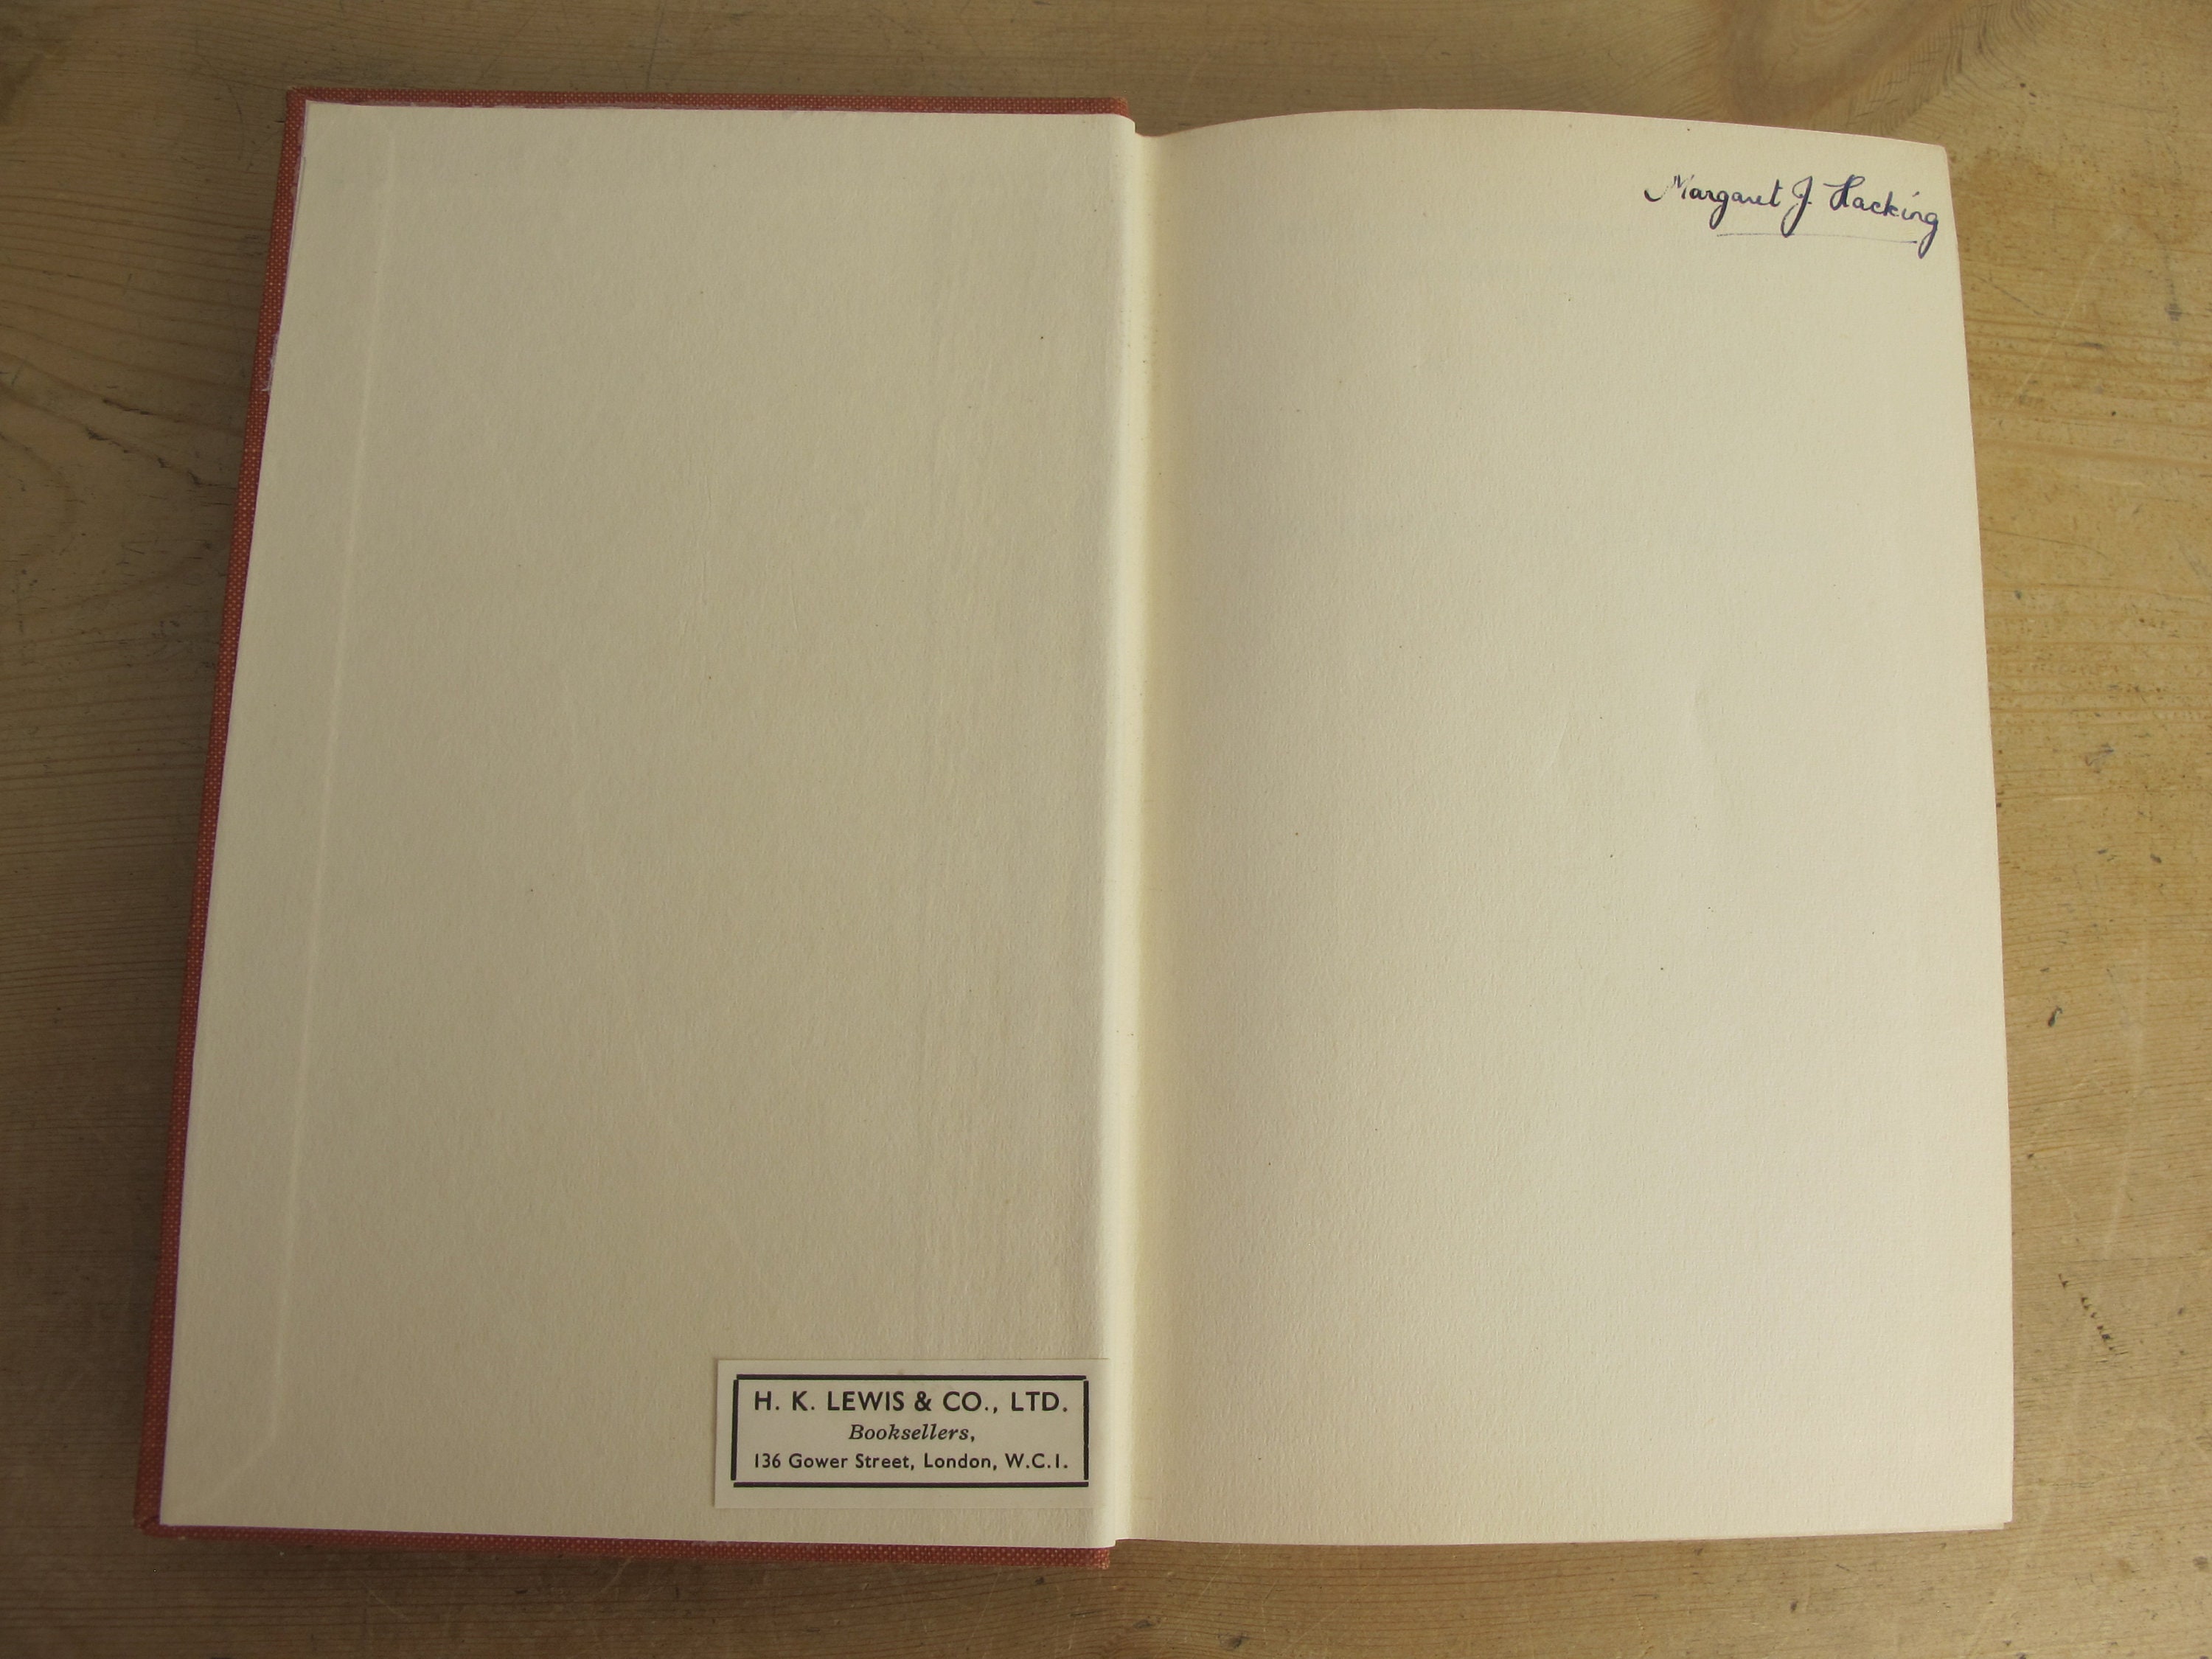 Margaret J. Hacking
H. K. LEWIS & CO., LTD.
Booksellers,
136 Gower Street, London, W.C.1.